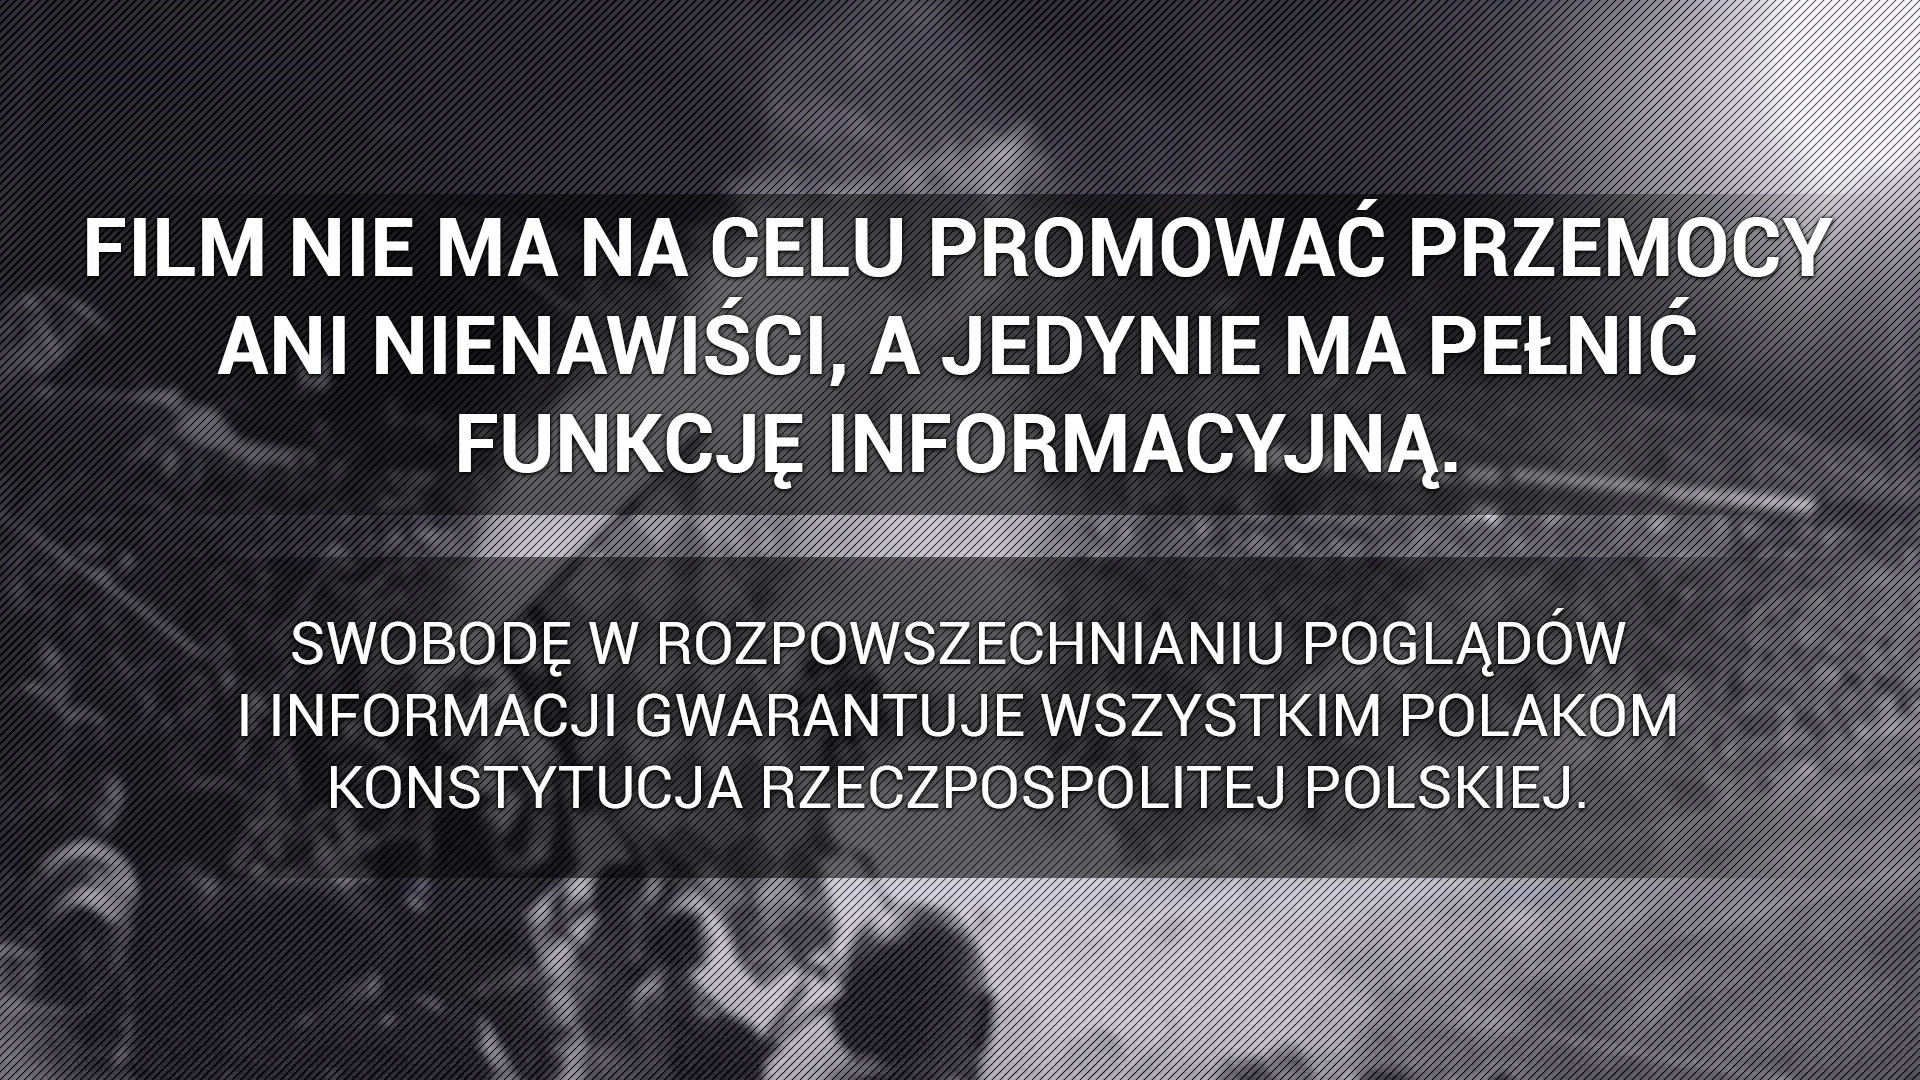 FILM NIE MA NA CELU PROMOWAĆ PRZEMOCY
ANI NIENAWIŚCI, A JEDYNIE MA PEŁNIĆ
FUNKCJĘ INFORMACYJNĄ.
SWOBODĘ W ROZPOWSZECHNIANIU POGLĄDÓW
I INFORMACJI GWARANTUJE WSZYSTKIM POLAKOM
KONSTYTUCJA RZECZPOSPOLITEJ POLSKIEJ.